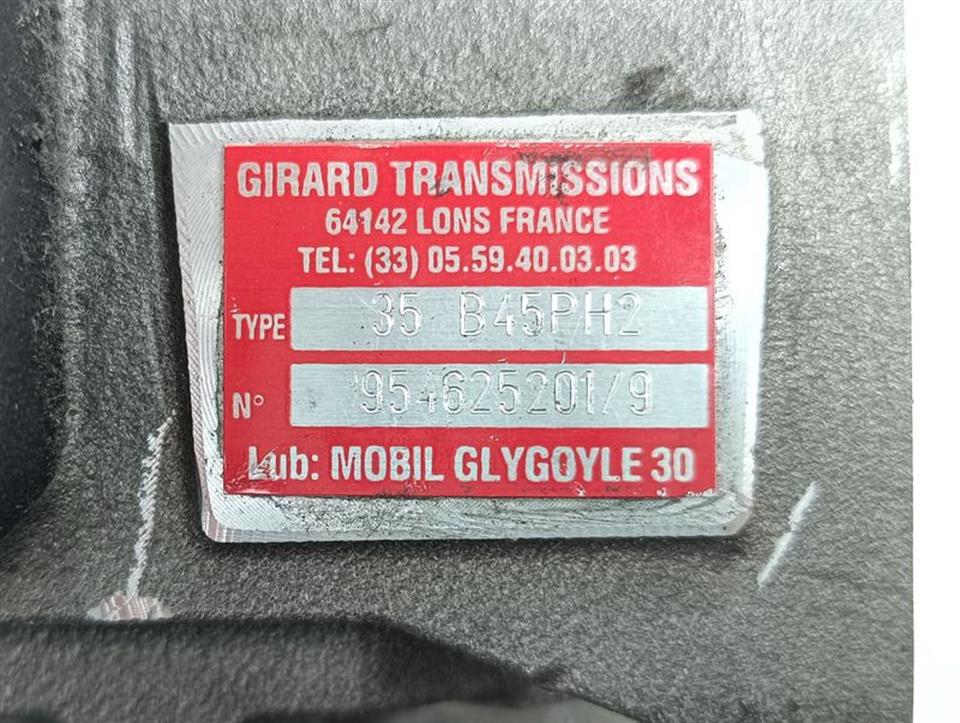 GIRARD TRANSMISSIONS
64142 LONS FRANCE
TEL: (33) 05.59.40.03.03
TYPE 35 B45PH2
N° 954625201/9
Lub: MOBIL GLYGOYLE 30